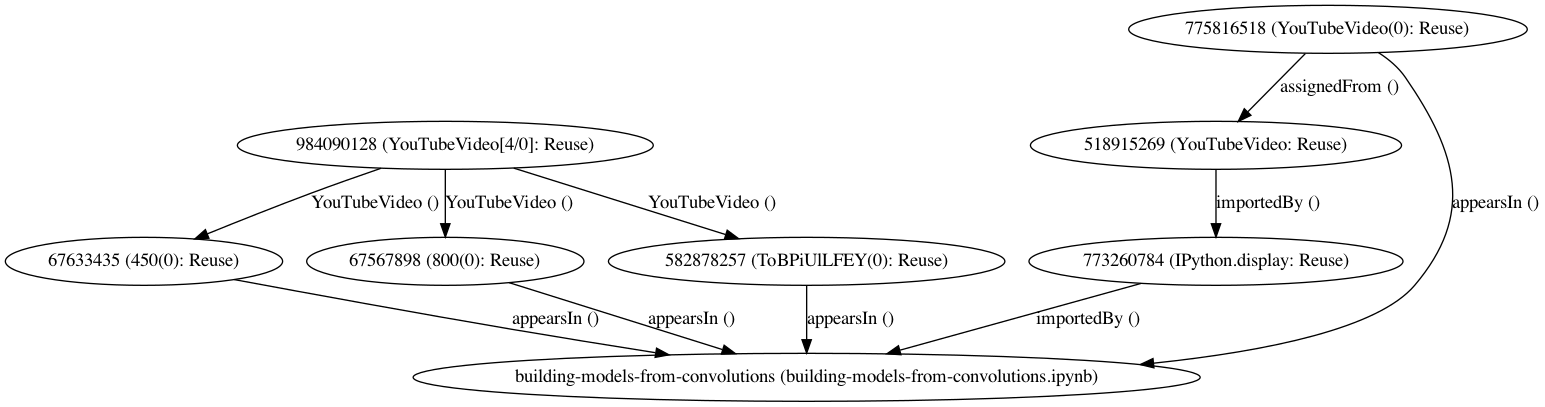 775816518 (YouTubeVideo(0): Reuse)
assignedFrom ()
984090128 (YouTubeVideo[4/0]: Reuse)
518915269 (YouTubeVideo: Reuse)
YouTubeVideo ()
YouTubeVideo ()
YouTubeVideo ()
importedBy ()
appearsIn ()
67633435 (450(0): Reuse)
67567898 (800(0): Reuse)
582878257 (ToBPiUlLFEY(0): Reuse)
773260784 (IPython.display: Reuse)
appearsIn ()
appearsIn ()
appearsIn ()
importedBy ()
building-models-from-convolutions (building-models-from-convolutions.ipynb)